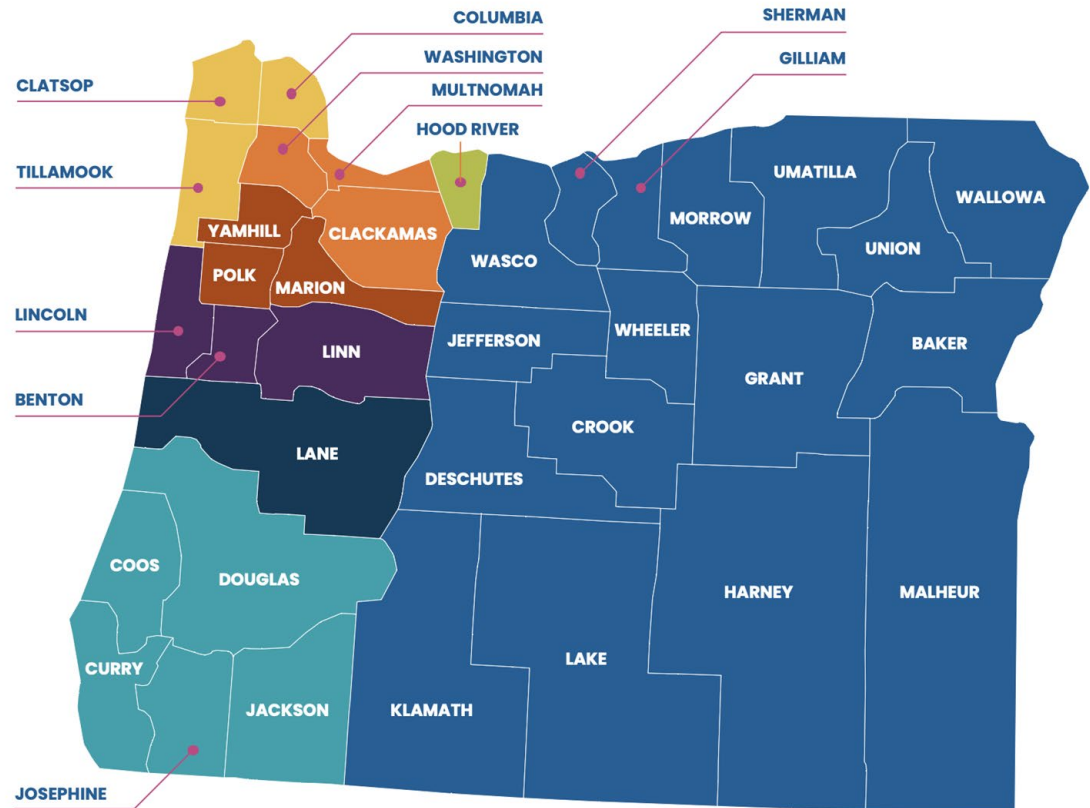 COLUMBIA
SHERMAN
WASHINGTON
GILLIAM
CLATSOP
MULTNOMAH
HOOD RIVER
TILLAMOOK
UMATILLA
WALLOWA
MORROW
YAMHILL
CLACKAMAS
UNION
WASCO
POLK
MARION
LINCOLN
WHEELER
JEFFERSON
BAKER
LINN
GRANT
BENTON
CROOK
LANE
DESCHUTES
COOS
DOUGLAS
HARNEY
MALHEUR
LAKE
CURRY
JACKSON
KLAMATH
JOSEPHINE